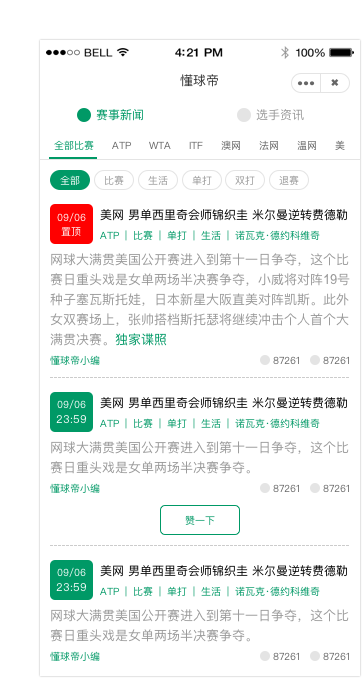 BELL 4:21 PM 100%
懂球帝
赛事新闻 选手资讯
全部比赛 ATP WTA ITF 澳网 法网 温网 美
全部 比赛 生活 单打 双打 退赛
09/06 美网 男单西里奇会师锦织圭 米尔曼逆转费德勒
置顶 ATP | 比赛 | 单打 | 生活 | 诺瓦克·德约科维奇
网球大满贯美国公开赛进入到第十一日争夺，这个比
赛日重头戏是女单两场半决赛争夺，小威将对阵19号
种子塞瓦斯托娃，日本新星大阪直美对阵凯斯。此外
女双赛场上，张帅搭档斯托瑟将继续冲击个人首个大
满贯决赛。独家谍照
懂球帝小编 87261 87261
09/06 美网 男单西里奇会师锦织圭 米尔曼逆转费德勒
23:59 ATP | 比赛 | 单打 | 生活 | 诺瓦克·德约科维奇
网球大满贯美国公开赛进入到第十一日争夺，这个比
赛日重头戏是女单两场半决赛争夺。
懂球帝小编 87261 87261
赞一下
09/06 美网 男单西里奇会师锦织圭 米尔曼逆转费德勒
23:59 ATP | 比赛 | 单打 | 生活 | 诺瓦克·德约科维奇
网球大满贯美国公开赛进入到第十一日争夺，这个比
赛日重头戏是女单两场半决赛争夺。
懂球帝小编 87261 87261